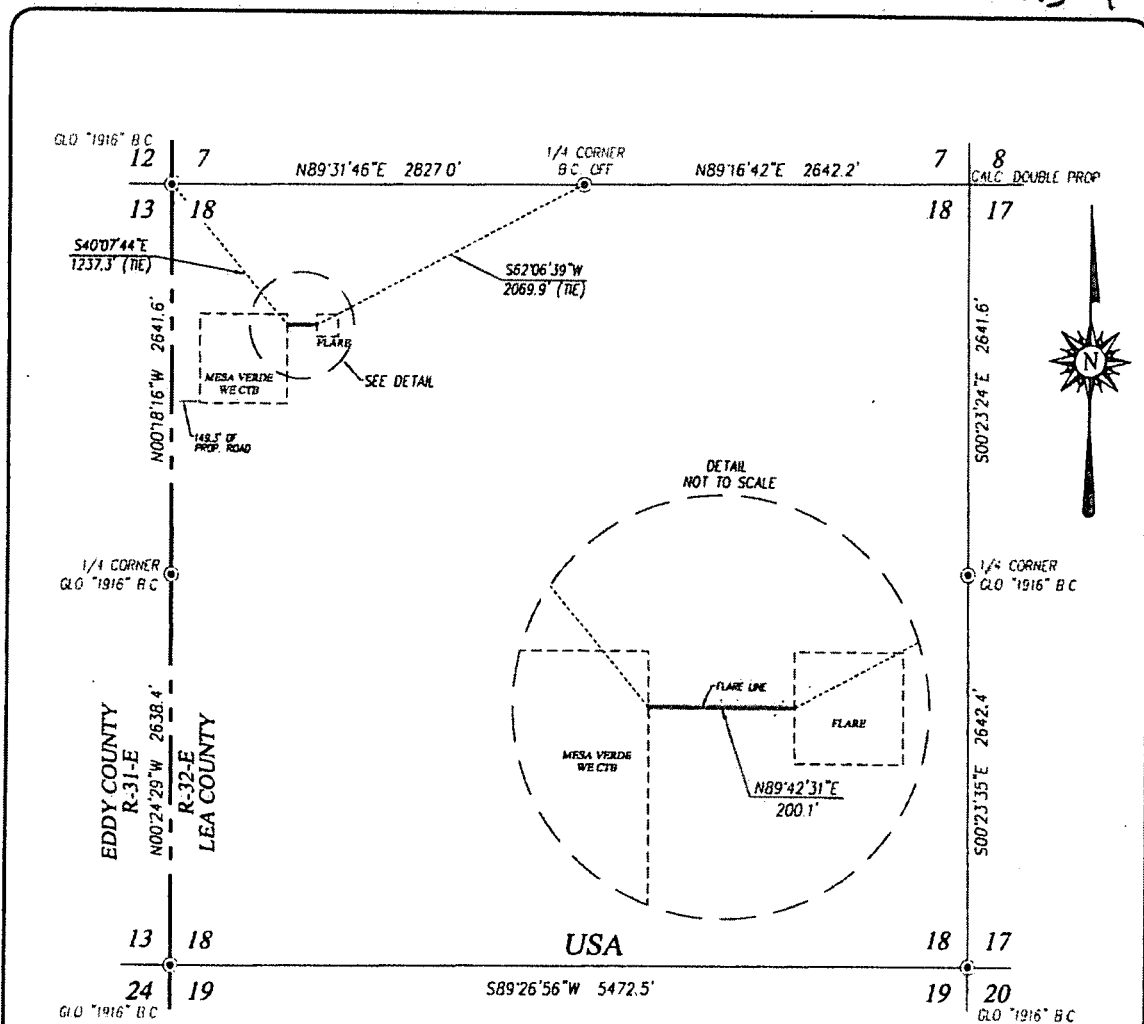 GLO "1916" B C
12 7
N89°31'46"E 2827.0'
1/4 CORNER
B.C. OFF
N89°16'42"E 2642.2'
7 8
CALC DOUBLE PROP
13 18
18 17
S40°07'44"E
1237.3' (TIE)
S62°06'39"W
2069.9' (TIE)
N00°18'16"W 2641.6'
S00°23'24"E 2641.6'
FLARE
MESA VERDE
WE CTB
SEE DETAIL
149.3' OF
PROP. ROAD
N
DETAIL
NOT TO SCALE
1/4 CORNER
GLO "1916" B C
1/4 CORNER
GLO "1916" B C
FLARE LINE
FLARE
MESA VERDE
WE CTB
N89°42'31"E
200.1'
EDDY COUNTY
R-31-E
N00°24'29"W 2638.4'
R-32-E
LEA COUNTY
S00°23'35"E 2642.4'
13 18
USA
18 17
24 19
S89°26'56"W 5472.5'
19 20
GLO "1916" B C
GLO "1916" B C